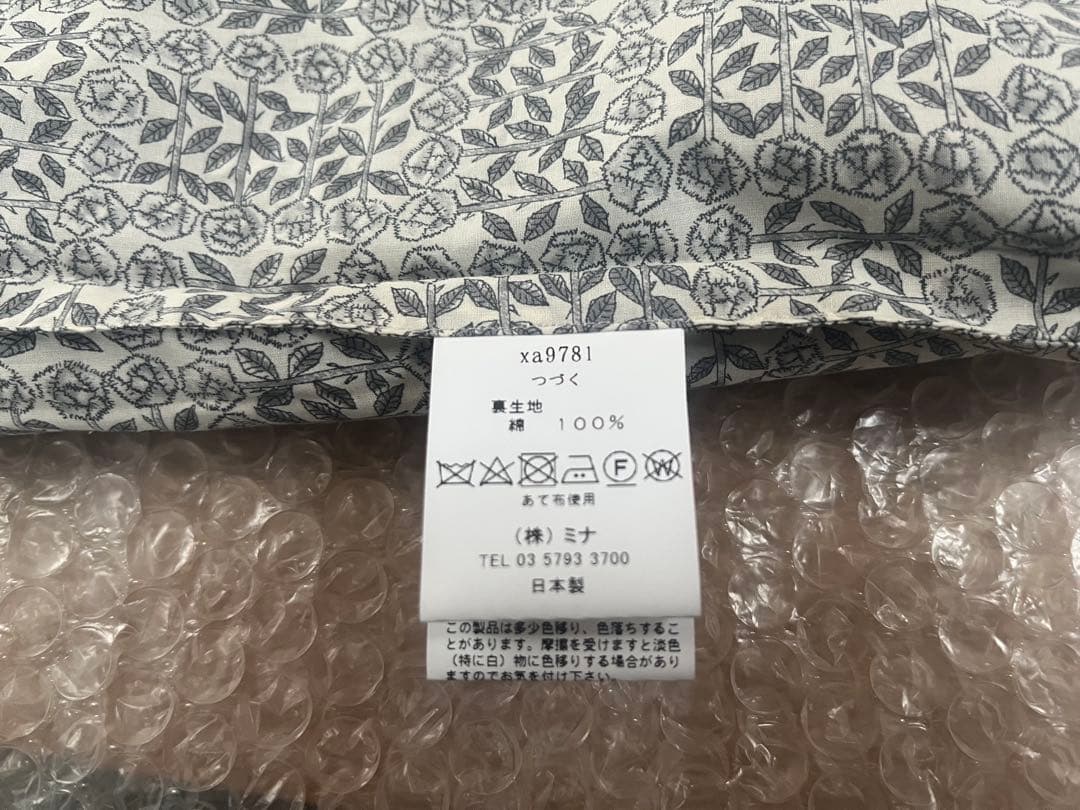 xa9781
つづく
裏生地
綿 100%
F W
あて布使用
(株)ミナ
TEL 03 5793 3700
日本製
この製品は多少色移り、色落ちするこ
とがあります。摩擦を受けますと淡色
(特に白)物に色移りする場合があり
ますのでお気を付け下さい。